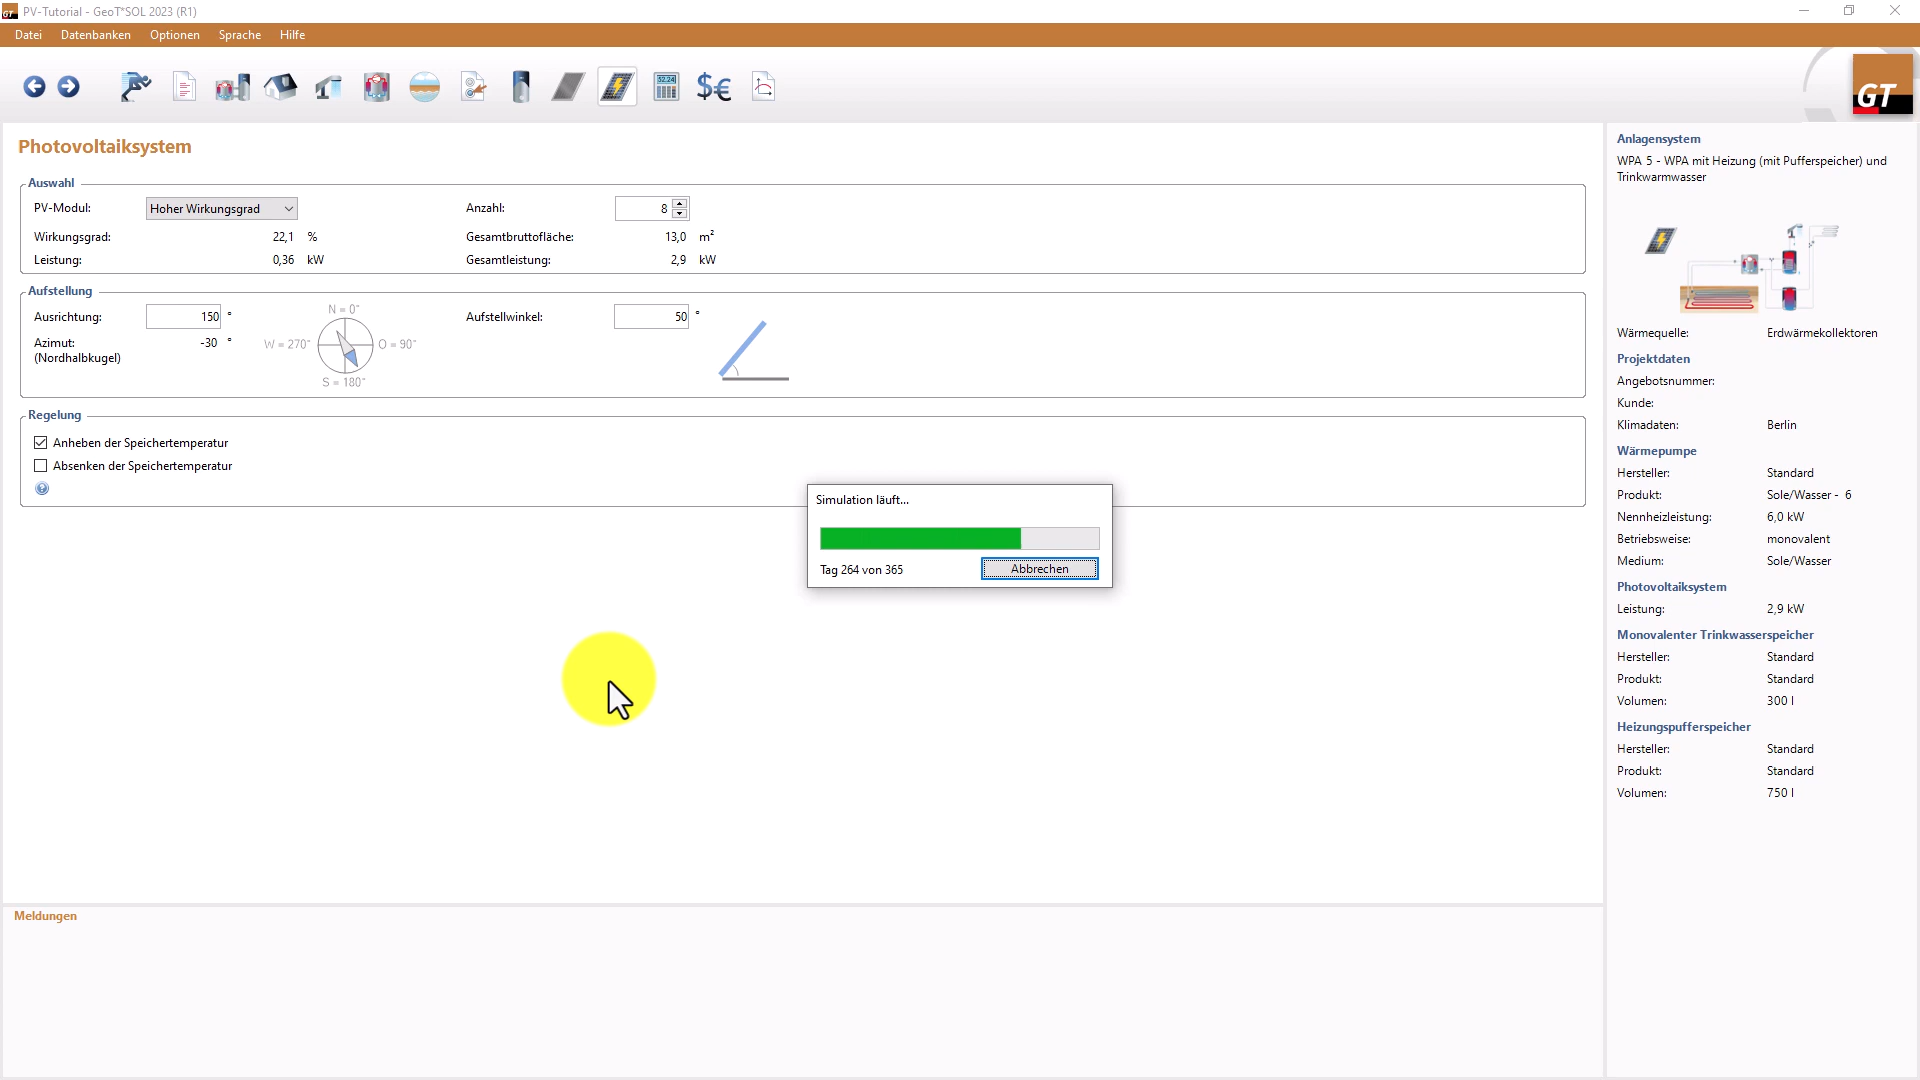 PV-Tutorial - GeoT*SOL 2023 (R1)
Datei Datenbanken Optionen Sprache Hilfe
52,24
$€
GT
GT
Photovoltaiksystem
Auswahl
PV-Modul: Hoher Wirkungsgrad Anzahl: 8
Wirkungsgrad: 22,1 % Gesamtbruttofläche: 13,0 m²
Leistung: 0,36 kW Gesamtleistung: 2,9 kW
Aufstellung
Ausrichtung: 150 ° Aufstellwinkel: 50 °
Azimut: -30 °
(Nordhalbkugel)
N = 0°
W = 270° O = 90°
S = 180°
Regelung
Anheben der Speichertemperatur
Absenken der Speichertemperatur
?
Simulation läuft...
Tag 264 von 365 Abbrechen
Meldungen
Anlagensystem
WPA 5 - WPA mit Heizung (mit Pufferspeicher) und
Trinkwarmwasser
Wärmequelle: Erdwärmekollektoren
Projektdaten
Angebotsnummer:
Kunde:
Klimadaten: Berlin
Wärmepumpe
Hersteller: Standard
Produkt: Sole/Wasser - 6
Nennheizleistung: 6,0 kW
Betriebsweise: monovalent
Medium: Sole/Wasser
Photovoltaiksystem
Leistung: 2,9 kW
Monovalenter Trinkwasserspeicher
Hersteller: Standard
Produkt: Standard
Volumen: 300 l
Heizungspufferspeicher
Hersteller: Standard
Produkt: Standard
Volumen: 750 l